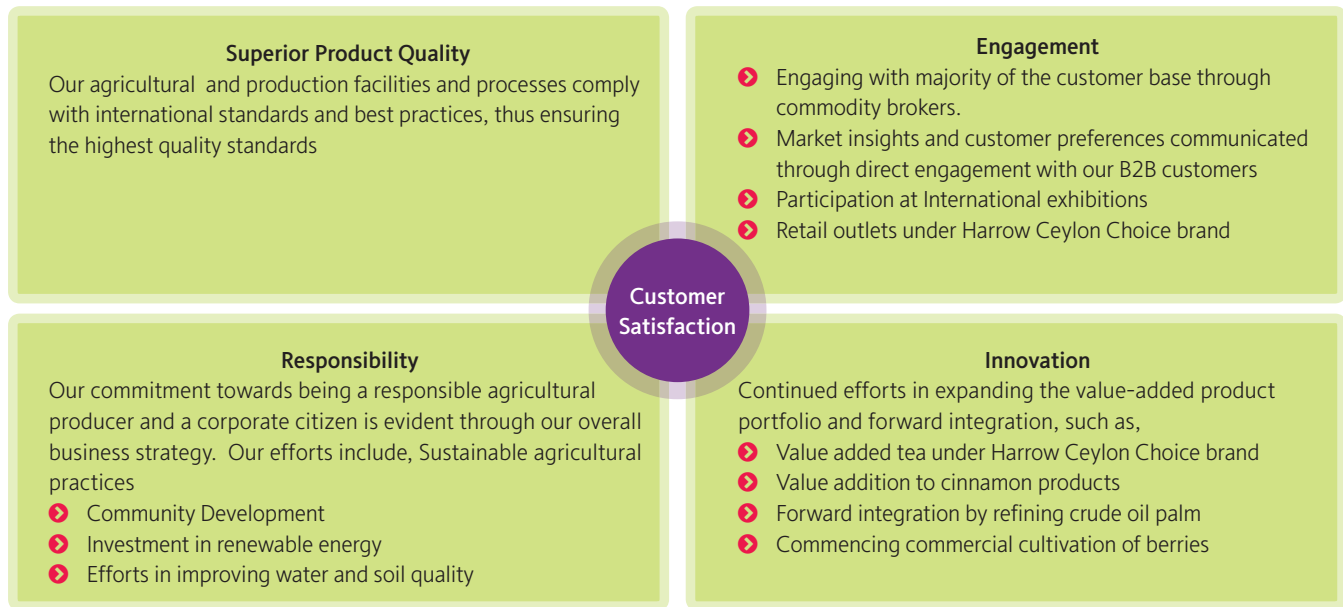 Superior Product Quality
Our agricultural and production facilities and processes comply
with international standards and best practices, thus ensuring
the highest quality standards
Engagement
Engaging with majority of the customer base through
commodity brokers.
Market insights and customer preferences communicated
through direct engagement with our B2B customers
Participation at International exhibitions
Retail outlets under Harrow Ceylon Choice brand
Customer
Satisfaction
Responsibility
Our commitment towards being a responsible agricultural
producer and a corporate citizen is evident through our overall
business strategy. Our efforts include, Sustainable agricultural
practices
Community Development
Investment in renewable energy
Efforts in improving water and soil quality
Innovation
Continued efforts in expanding the value-added product
portfolio and forward integration, such as,
Value added tea under Harrow Ceylon Choice brand
Value addition to cinnamon products
Forward integration by refining crude oil palm
Commencing commercial cultivation of berries